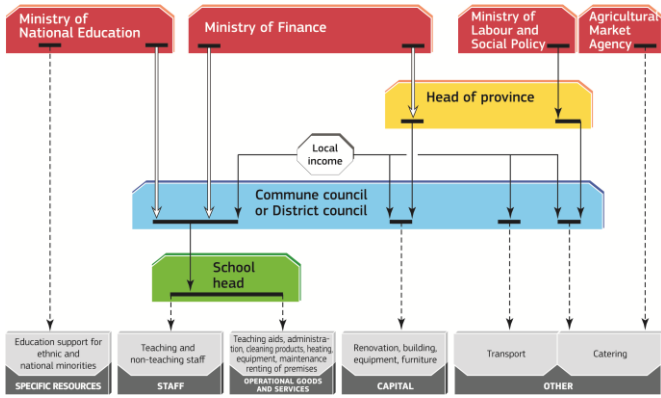 Ministry of
National Education
Ministry of Finance
Ministry of
Labour and
Social Policy
Agricultural
Market
Agency
Head of province
Local
income
Commune council
or District council
School
head
Education support for
ethnic and
national minorities
SPECIFIC RESOURCES
Teaching and
non-teaching staff
STAFF
Teaching aids, administra-
tion, cleaning products, heating,
equipment, maintenance
renting of premises
OPERATIONAL GOODS
AND SERVICES
Renovation, building,
equipment, furniture
CAPITAL
Transport
Catering
OTHER